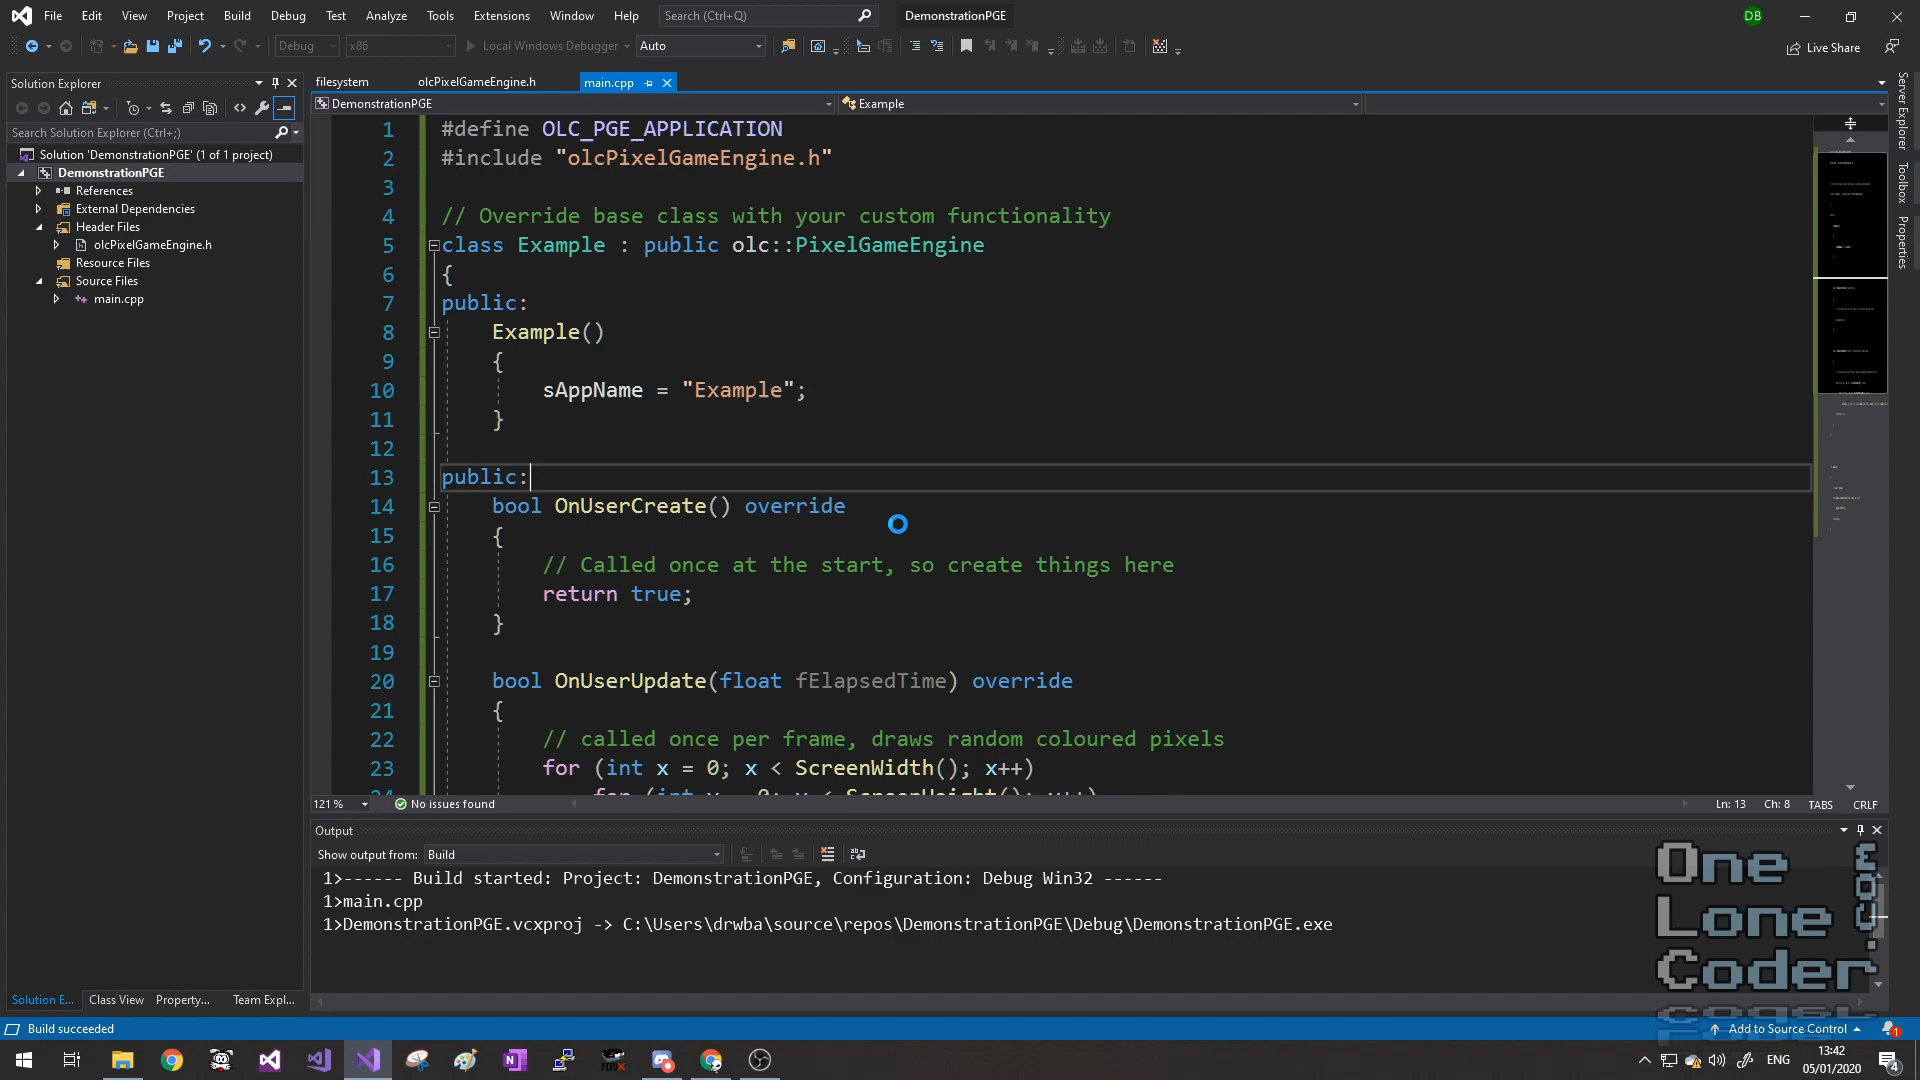 File Edit View Project Build Debug Test Analyze Tools Extensions Window Help Search (Ctrl+Q) DemonstrationPGE DB
Debug x86 Local Windows Debugger Auto Live Share
Solution Explorer
Search Solution Explorer (Ctrl+;)
Solution 'DemonstrationPGE' (1 of 1 project)
DemonstrationPGE
References
External Dependencies
Header Files
olcPixelGameEngine.h
Resource Files
Source Files
main.cpp
Solution E... Class View Property... Team Expl...
filesystem olcPixelGameEngine.h main.cpp
DemonstrationPGE Example
1 #define OLC_PGE_APPLICATION
2 #include "olcPixelGameEngine.h"
3
4 // Override base class with your custom functionality
5 class Example : public olc::PixelGameEngine
6 {
7 public:
8 Example()
9 {
10 sAppName = "Example";
11 }
12
13 public:
14 bool OnUserCreate() override
15 {
16 // Called once at the start, so create things here
17 return true;
18 }
19
20 bool OnUserUpdate(float fElapsedTime) override
21 {
22 // called once per frame, draws random coloured pixels
23 for (int x = 0; x < ScreenWidth(); x++)
24 for (int y = 0; y < ScreenHeight(); y++)
121 % No issues found Ln: 13 Ch: 8 TABS CRLF
Output
Show output from: Build
1>------ Build started: Project: DemonstrationPGE, Configuration: Debug Win32 ------
1>main.cpp
1>DemonstrationPGE.vcxproj -> C:\Users\drwba\source\repos\DemonstrationPGE\Debug\DemonstrationPGE.exe
One
Lone
Coder
Server Explorer
Toolbox
Properties
Build succeeded Add to Source Control 1
ENG 13:42
05/01/2020 4